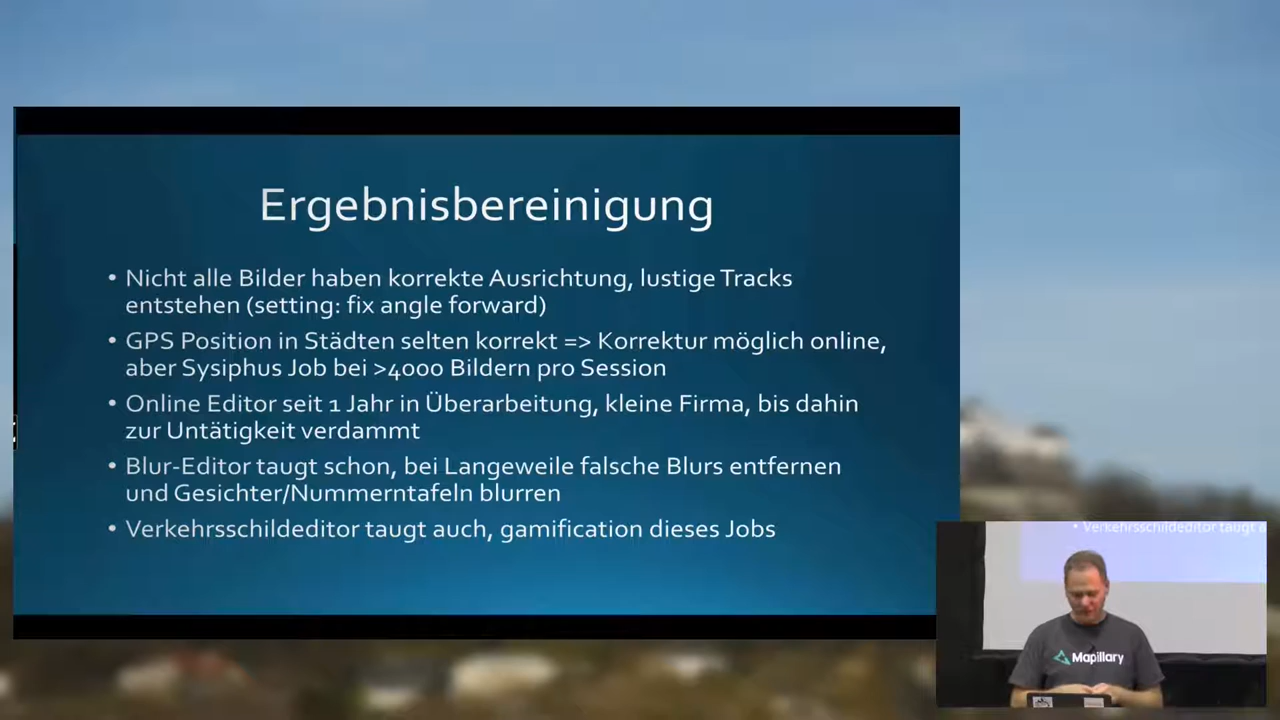 Ergebnisbereinigung
• Nicht alle Bilder haben korrekte Ausrichtung, lustige Tracks
entstehen (setting: fix angle forward)
• GPS Position in Städten selten korrekt => Korrektur möglich online,
aber Sysiphus Job bei >4000 Bildern pro Session
• Online Editor seit 1 Jahr in Überarbeitung, kleine Firma, bis dahin
zur Untätigkeit verdammt
• Blur-Editor taugt schon, bei Langeweile falsche Blurs entfernen
und Gesichter/Nummerntafeln blurren
• Verkehrsschildeditor taugt auch, gamification dieses Jobs
• Verkehrsschildeditor taugt a
Mapillary